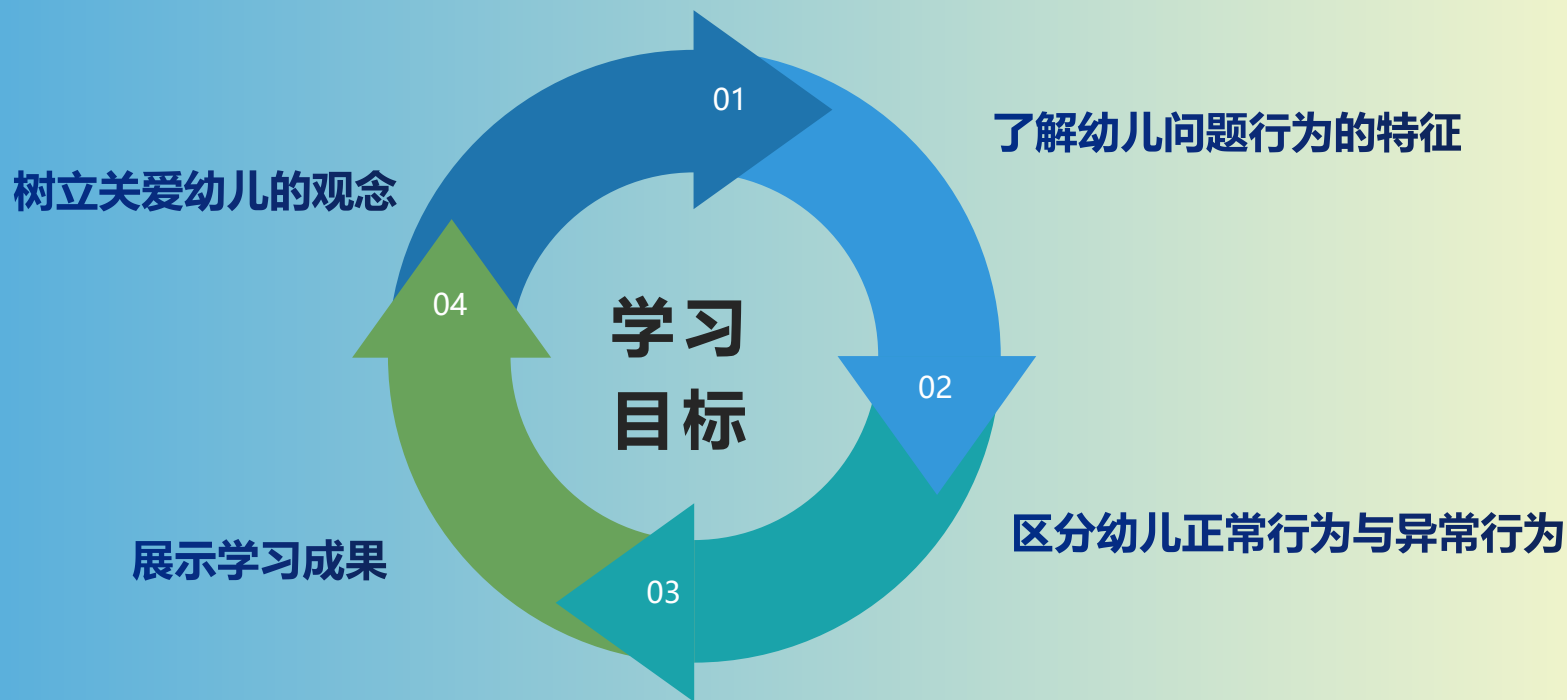 01
了解幼儿问题行为的特征
树立关爱幼儿的观念
04
学习
目标
02
区分幼儿正常行为与异常行为
展示学习成果
03